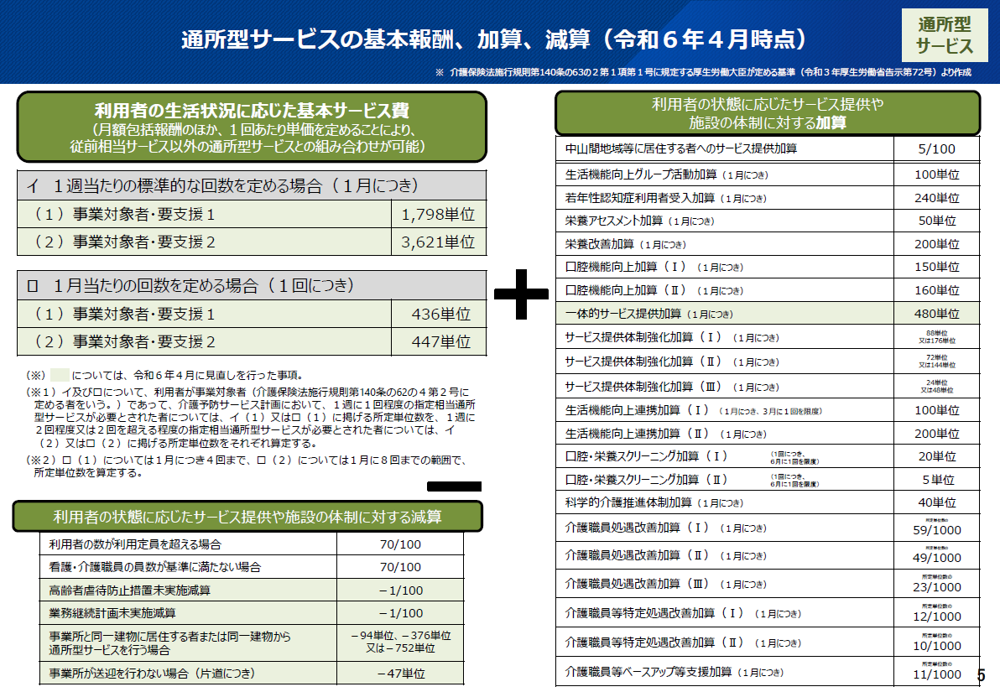 通所型サービスの基本報酬、加算、減算（令和６年４月時点）
通所型
サービス
※　介護保険法施行規則第140条の63の２第１項第１号に規定する厚生労働大臣が定める基準（令和３年厚生労働省告示第72号）より作成
利用者の生活状況に応じた基本サービス費
（月額包括報酬のほか、１回あたり単価を定めることにより、
従前相当サービス以外の通所型サービスとの組み合わせが可能）
イ　１週当たりの標準的な回数を定める場合（１月につき）
（１）事業対象者・要支援１　1,798単位
（２）事業対象者・要支援２　3,621単位
ロ　１月当たりの回数を定める場合（１回につき）
（１）事業対象者・要支援１　436単位
（２）事業対象者・要支援２　447単位
（※）　については、令和６年４月に見直しを行った事項。
（※１）イ及びロについて、利用者が事業対象者（介護保険法施行規則第140条の62の４第２号に
定める者をいう。）であって、介護予防サービス計画において、１週に１回程度の指定相当通所
型サービスが必要とされた者については、イ（１）又はロ（１）に掲げる所定単位数を、１週に
２回程度又は２回を超える程度の指定相当通所型サービスが必要とされた者については、イ
（２）又はロ（２）に掲げる所定単位数をそれぞれ算定する。
（※２）ロ（１）については１月につき４回まで、ロ（２）については１月に８回までの範囲で、
所定単位数を算定する。
利用者の状態に応じたサービス提供や施設の体制に対する減算
利用者の数が利用定員を超える場合　70/100
看護・介護職員の員数が基準に満たない場合　70/100
高齢者虐待防止措置未実施減算　－1/100
業務継続計画未実施減算　－1/100
事業所と同一建物に居住する者または同一建物から　－94単位、－376単位
通所型サービスを行う場合　又は－752単位
事業所が送迎を行わない場合（片道につき）　－47単位
利用者の状態に応じたサービス提供や
施設の体制に対する加算
中山間地域等に居住する者へのサービス提供加算　5/100
生活機能向上グループ活動加算（１月につき）　100単位
若年性認知症利用者受入加算（１月につき）　240単位
栄養アセスメント加算（１月につき）　50単位
栄養改善加算（１月につき）　200単位
口腔機能向上加算（Ⅰ）（１月につき）　150単位
口腔機能向上加算（Ⅱ）（１月につき）　160単位
一体的サービス提供加算（１月につき）　480単位
サービス提供体制強化加算（Ⅰ）（１月につき）　88単位
又は176単位
サービス提供体制強化加算（Ⅱ）（１月につき）　72単位
又は144単位
サービス提供体制強化加算（Ⅲ）（１月につき）　24単位
又は48単位
生活機能向上連携加算（Ⅰ）（１月につき、３月に１回を限度）　100単位
生活機能向上連携加算（Ⅱ）（１月につき）　200単位
口腔・栄養スクリーニング加算（Ⅰ）　（1回につき、
６月に1回を限度）　20単位
口腔・栄養スクリーニング加算（Ⅱ）　（1回につき、
６月に1回を限度）　５単位
科学的介護推進体制加算（１月につき）　40単位
介護職員処遇改善加算（Ⅰ）（１月につき）　所定単位数の
59/1000
介護職員処遇改善加算（Ⅱ）（１月につき）　所定単位数の
49/1000
介護職員処遇改善加算（Ⅲ）（１月につき）　所定単位数の
23/1000
介護職員等特定処遇改善加算（Ⅰ）（１月につき）　所定単位数の
12/1000
介護職員等特定処遇改善加算（Ⅱ）（１月につき）　所定単位数の
10/1000
介護職員等ベースアップ等支援加算（１月につき）　所定単位数の
11/1000
5